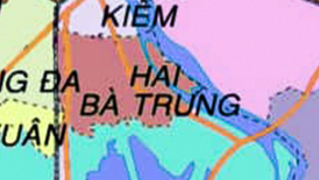 KIẾM
NG ĐA
HAI
BÀ TRƯNG
UÂN